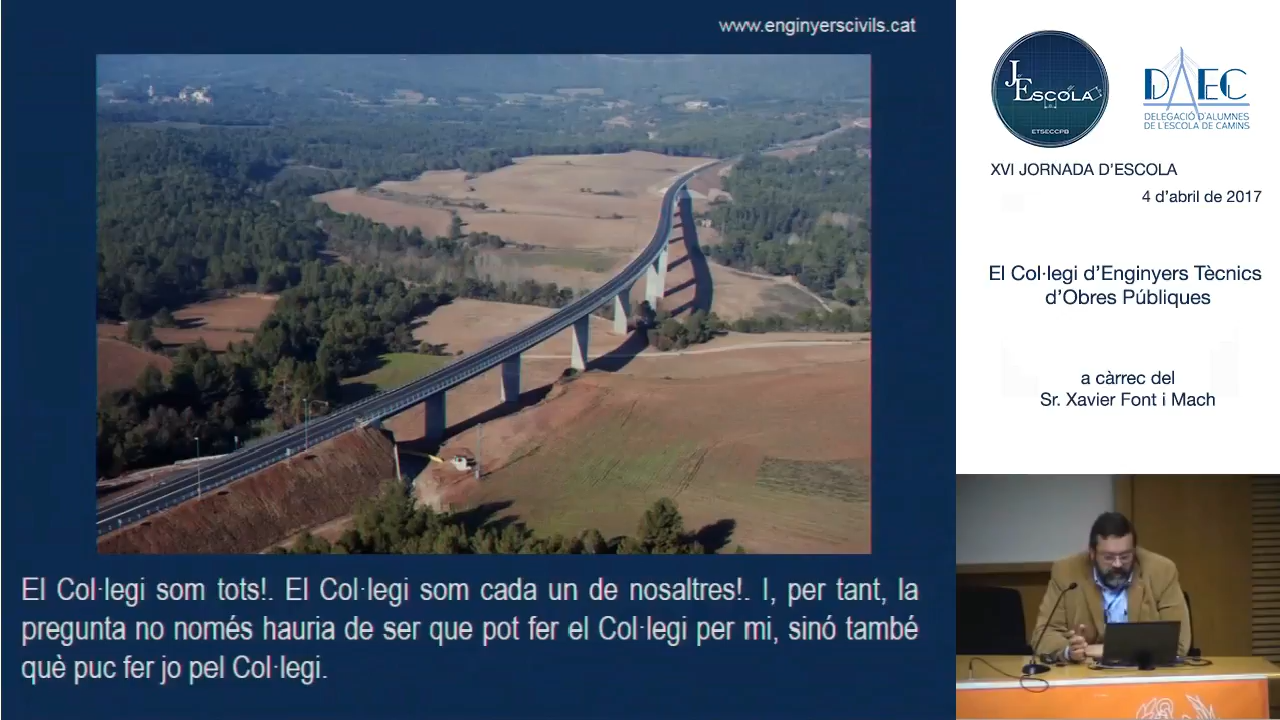 www.enginyerscivils.cat
El Col·legi som tots!. El Col·legi som cada un de nosaltres!. I, per tant, la
pregunta no només hauria de ser que pot fer el Col·legi per mi, sinó també
què puc fer jo pel Col·legi.
J ESCOLA
ETSECCPB
DAEC
DELEGACIÓ D'ALUMNES
DE L'ESCOLA DE CAMINS
XVI JORNADA D'ESCOLA
4 d'abril de 2017
El Col·legi d'Enginyers Tècnics
d'Obres Públiques
a càrrec del
Sr. Xavier Font i Mach